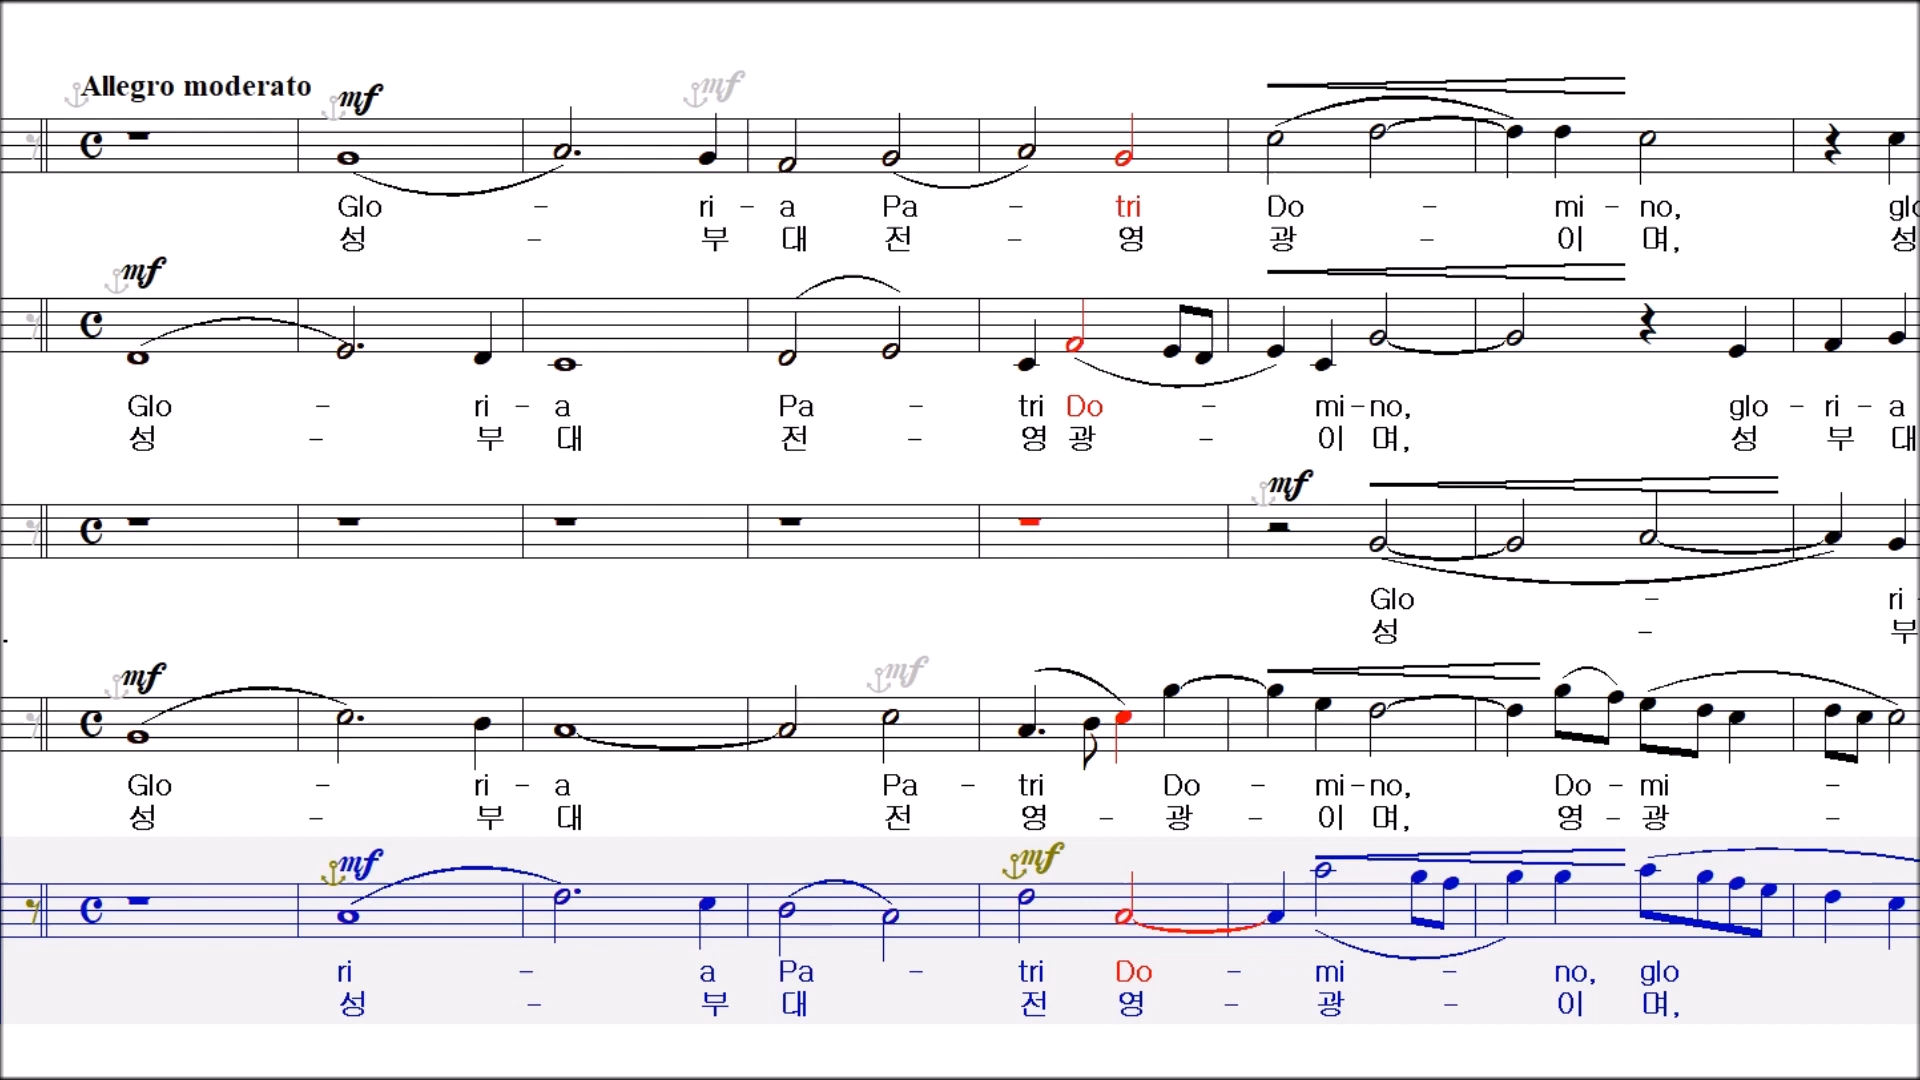 Allegro moderato
mf mf
Glo - ri - a Pa - tri Do - mi - no, glo
성 - 부 대 전 - 영 광 - 이 며, 성
mf
Glo - ri - a Pa - tri Do - mi - no, glo - ri - a
성 - 부 대 전 - 영 광 - 이 며, 성 부 대
mf
Glo - ri -
성 - 부
mf mf
Glo - ri - a Pa - tri Do - mi - no, Do - mi -
성 - 부 대 전 영 - 광 - 이 며, 영 - 광 -
mf mf
ri - a Pa - tri Do - mi - no, glo
성 - 부 대 전 영 - 광 - 이 며,